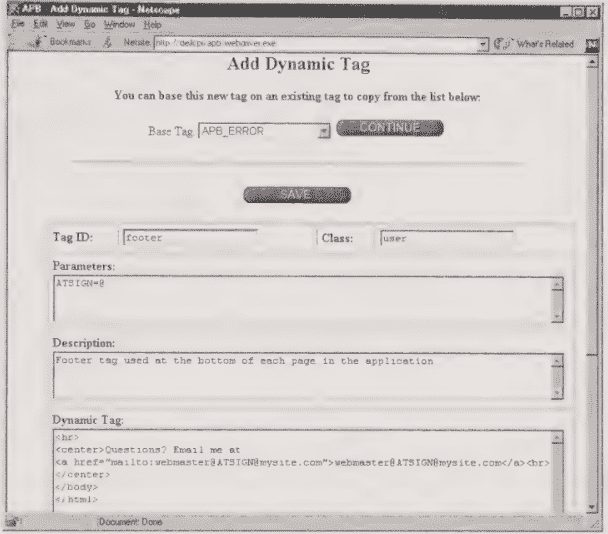 APB Add Dynamic Tag - Netscape
File Edit View Go Window Help
Bookmarks Netsite: What's Related
Add Dynamic Tag
You can base this new tag on an existing tag to copy from the list below:
Base Tag APB_ERROR CONTINUE
SAVE
Tag ID: footer Class: user
Parameters:
ATSIGN=@
Description:
Footer tag used at the bottom of each page in the application
Dynamic Tag:
<hr>
<center>Questions? Email me at
<a href="mailto:webmaster@ATSIGN@mysite.com">webmaster@ATSIGN@mysite.com</a><br>
</center>
</body>
</html>
Document: Done